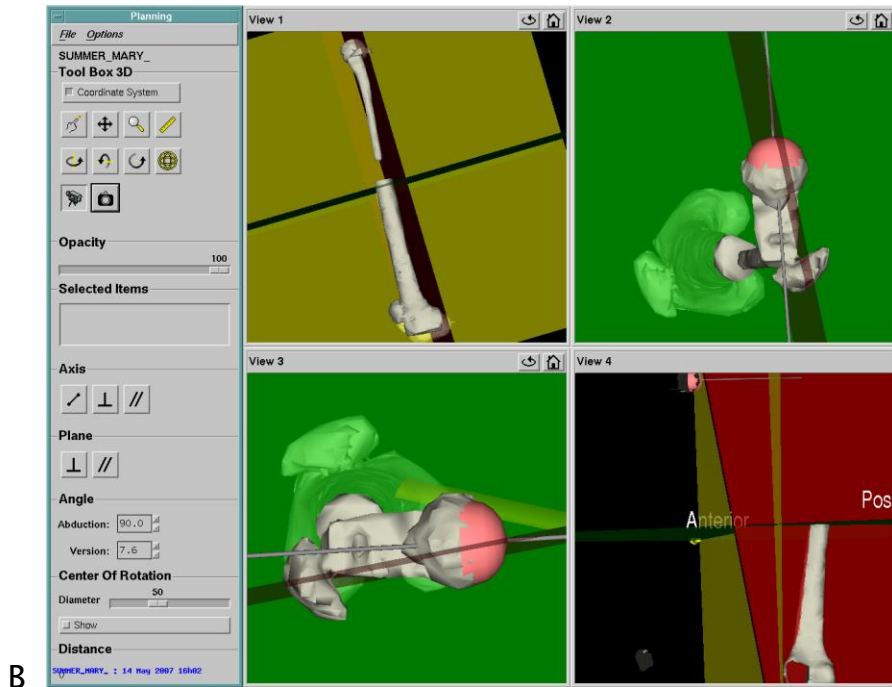 Planning
File Options
SUMMER_MARY_
Tool Box 3D
Coordinate System
Opacity
100
Selected Items
Axis
Plane
Angle
Abduction: 90.0
Version: 7.6
Center Of Rotation
Diameter 50
Show
Distance
SUMMER_MARY_ : 14 May 2007 16h02
View 1
View 2
View 3
View 4
Anterior
Pos
B